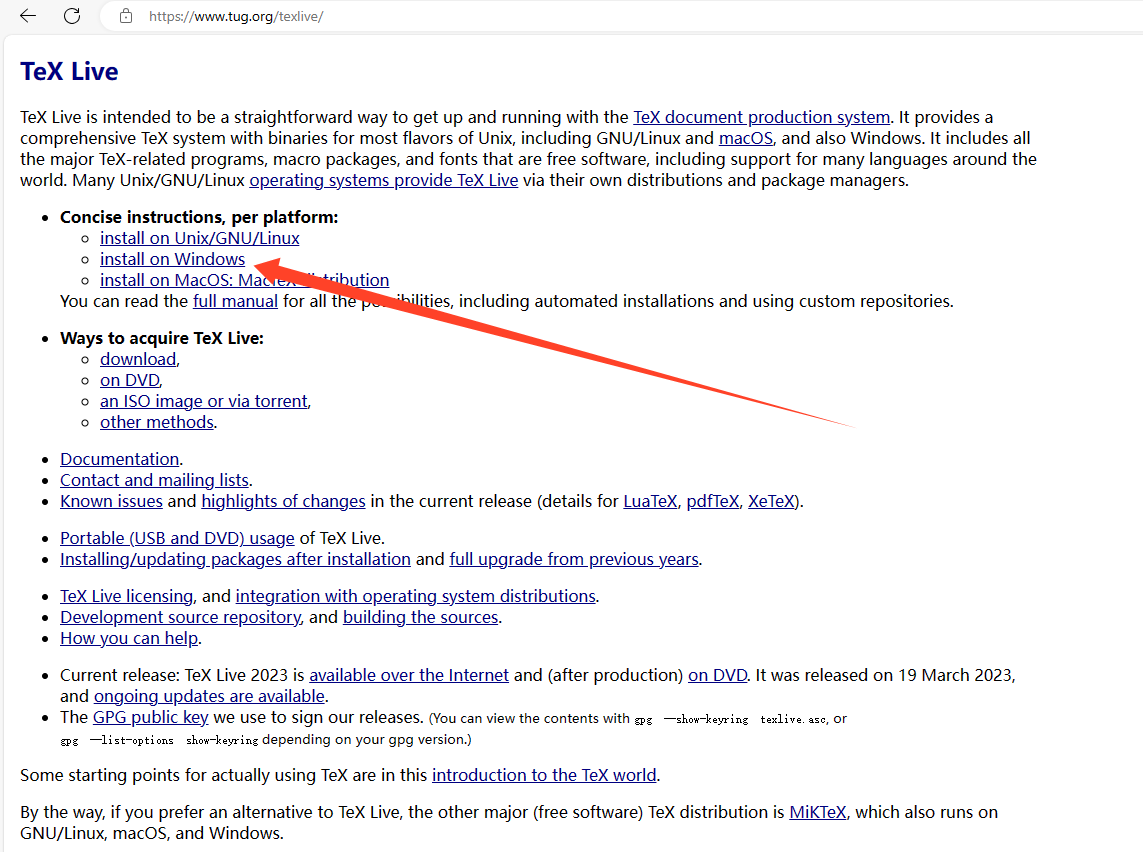 https://www.tug.org/texlive/
TeX Live
TeX Live is intended to be a straightforward way to get up and running with the TeX document production system. It provides a
comprehensive TeX system with binaries for most flavors of Unix, including GNU/Linux and macOS, and also Windows. It includes all
the major TeX-related programs, macro packages, and fonts that are free software, including support for many languages around the
world. Many Unix/GNU/Linux operating systems provide TeX Live via their own distributions and package managers.
• Concise instructions, per platform:
◦ install on Unix/GNU/Linux
◦ install on Windows
◦ install on MacOS: MacTeX distribution
You can read the full manual for all the possibilities, including automated installations and using custom repositories.
• Ways to acquire TeX Live:
◦ download,
◦ on DVD,
◦ an ISO image or via torrent,
◦ other methods.
• Documentation.
• Contact and mailing lists.
• Known issues and highlights of changes in the current release (details for LuaTeX, pdfTeX, XeTeX).
• Portable (USB and DVD) usage of TeX Live.
• Installing/updating packages after installation and full upgrade from previous years.
• TeX Live licensing, and integration with operating system distributions.
• Development source repository, and building the sources.
• How you can help.
• Current release: TeX Live 2023 is available over the Internet and (after production) on DVD. It was released on 19 March 2023,
and ongoing updates are available.
• The GPG public key we use to sign our releases. (You can view the contents with gpg --show-keyring texlive.asc, or
gpg --list-options show-keyring depending on your gpg version.)
Some starting points for actually using TeX are in this introduction to the TeX world.
By the way, if you prefer an alternative to TeX Live, the other major (free software) TeX distribution is MiKTeX, which also runs on
GNU/Linux, macOS, and Windows.